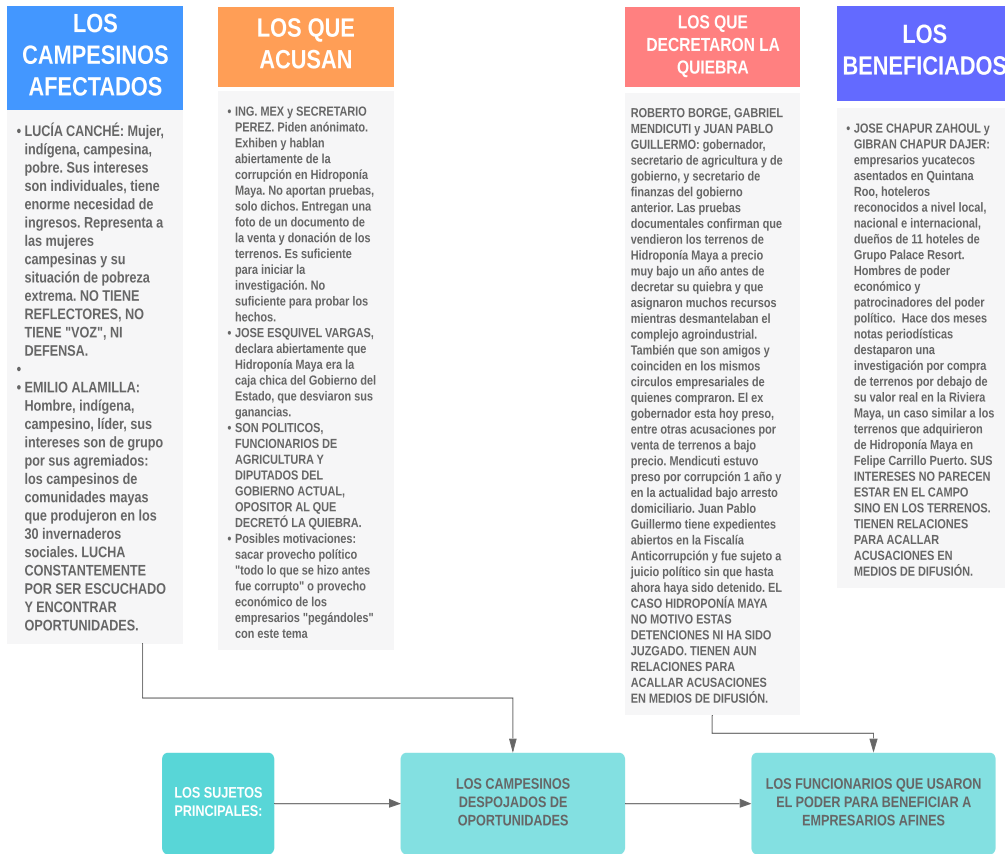 LOS
CAMPESINOS
AFECTADOS
• LUCÍA CANCHÉ: Mujer,
indígena, campesina,
pobre. Sus intereses
son individuales, tiene
enorme necesidad de
ingresos. Representa a
las mujeres
campesinas y su
situación de pobreza
extrema. NO TIENE
REFLECTORES, NO
TIENE "VOZ", NI
DEFENSA.
•
• EMILIO ALAMILLA:
Hombre, indígena,
campesino, líder, sus
intereses son de grupo
por sus agremiados:
los campesinos de
comunidades mayas
que produjeron en los
30 invernaderos
sociales. LUCHA
CONSTANTEMENTE
POR SER ESCUCHADO
Y ENCONTRAR
OPORTUNIDADES.
LOS QUE
ACUSAN
• ING. MEX y SECRETARIO
PEREZ. Piden anónimato.
Exhiben y hablan
abiertamente de la
corrupción en Hidroponía
Maya. No aportan pruebas,
solo dichos. Entregan una
foto de un documento de
la venta y donación de los
terrenos. Es suficiente
para iniciar la
investigación. No
suficiente para probar los
hechos.
• JOSE ESQUIVEL VARGAS,
declara abiertamente que
Hidroponía Maya era la
caja chica del Gobierno del
Estado, que desviaron sus
ganancias.
• SON POLITICOS,
FUNCIONARIOS DE
AGRICULTURA Y
DIPUTADOS DEL
GOBIERNO ACTUAL,
OPOSITOR AL QUE
DECRETÓ LA QUIEBRA.
• Posibles motivaciones:
sacar provecho político
"todo lo que se hizo antes
fue corrupto" o provecho
económico de los
empresarios "pegándoles"
con este tema
LOS QUE
DECRETARON LA
QUIEBRA
ROBERTO BORGE, GABRIEL
MENDICUTI y JUAN PABLO
GUILLERMO: gobernador,
secretario de agricultura y de
gobierno, y secretario de
finanzas del gobierno
anterior. Las pruebas
documentales confirman que
vendieron los terrenos de
Hidroponía Maya a precio
muy bajo un año antes de
decretar su quiebra y que
asignaron muchos recursos
mientras desmantelaban el
complejo agroindustrial.
También que son amigos y
coinciden en los mismos
circulos empresariales de
quienes compraron. El ex
gobernador esta hoy preso,
entre otras acusaciones por
venta de terrenos a bajo
precio. Mendicuti estuvo
preso por corrupción 1 año y
en la actualidad bajo arresto
domiciliario. Juan Pablo
Guillermo tiene expedientes
abiertos en la Fiscalía
Anticorrupción y fue sujeto a
juicio político sin que hasta
ahora haya sido detenido. EL
CASO HIDROPONÍA MAYA
NO MOTIVO ESTAS
DETENCIONES NI HA SIDO
JUZGADO. TIENEN AUN
RELACIONES PARA
ACALLAR ACUSACIONES
EN MEDIOS DE DIFUSIÓN.
LOS
BENEFICIADOS
• JOSE CHAPUR ZAHOUL y
GIBRAN CHAPUR DAJER:
empresarios yucatecos
asentados en Quintana
Roo, hoteleros
reconocidos a nivel local,
nacional e internacional,
dueños de 11 hoteles de
Grupo Palace Resort.
Hombres de poder
económico y
patrocinadores del poder
político.  Hace dos meses
notas periodísticas
destaparon una
investigación por compra
de terrenos por debajo de
su valor real en la Riviera
Maya, un caso similar a los
terrenos que adquirieron
de Hidroponía Maya en
Felipe Carrillo Puerto. SUS
INTERESES NO PARECEN
ESTAR EN EL CAMPO
SINO EN LOS TERRENOS.
TIENEN RELACIONES
PARA ACALLAR
ACUSACIONES EN
MEDIOS DE DIFUSIÓN.
LOS SUJETOS
PRINCIPALES:
LOS CAMPESINOS
DESPOJADOS DE
OPORTUNIDADES
LOS FUNCIONARIOS QUE USARON
EL PODER PARA BENEFICIAR A
EMPRESARIOS AFINES